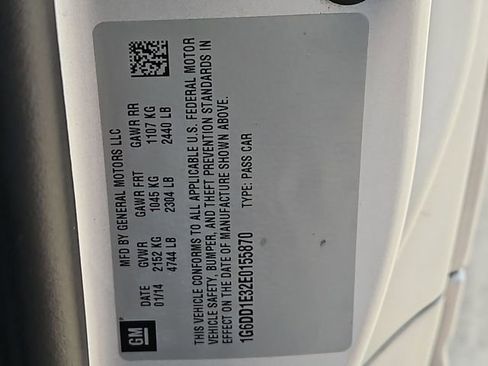 GM
MFD BY GENERAL MOTORS LLC
DATE GVWR GAWR FRT GAWR RR
01/14 2152 KG 1045 KG 1107 KG
4744 LB 2304 LB 2440 LB
THIS VEHICLE CONFORMS TO ALL APPLICABLE U.S. FEDERAL MOTOR
VEHICLE SAFETY, BUMPER, AND THEFT PREVENTION STANDARDS IN
EFFECT ON THE DATE OF MANUFACTURE SHOWN ABOVE.
1G6DD1E32E0155870 TYPE: PASS CAR